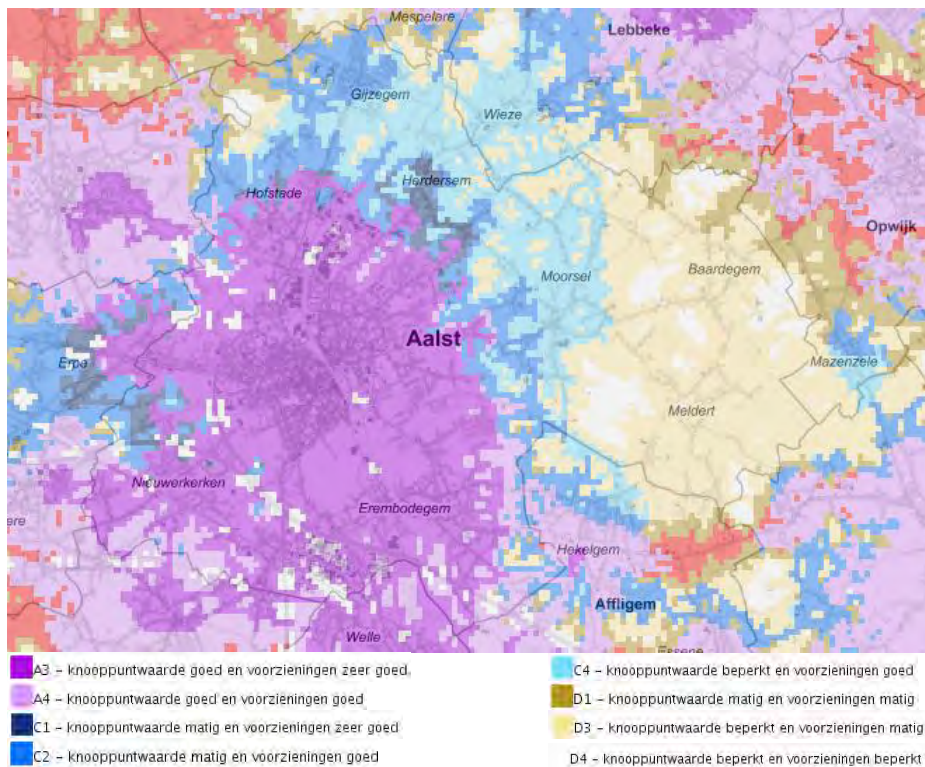 Mespelare
Lebbeke
Gijzegem
Wieze
Herdersem
Hofstade
Opwijk
Baardegem
Moorsel
Aalst
Erpe
Mazenzele
Meldert
Nieuwerkerken
Erembodegem
ere
Hekelgem
Affligem
Welle
Essene
A3 – knooppuntwaarde goed en voorzieningen zeer goed
A4 – knooppuntwaarde goed en voorzieningen goed
C1 – knooppuntwaarde matig en voorzieningen zeer goed
C2 – knooppuntwaarde matig en voorzieningen goed
C4 – knooppuntwaarde beperkt en voorzieningen goed
D1 – knooppuntwaarde matig en voorzieningen matig
D3 – knooppuntwaarde beperkt en voorzieningen matig
D4 – knooppuntwaarde beperkt en voorzieningen beperkt